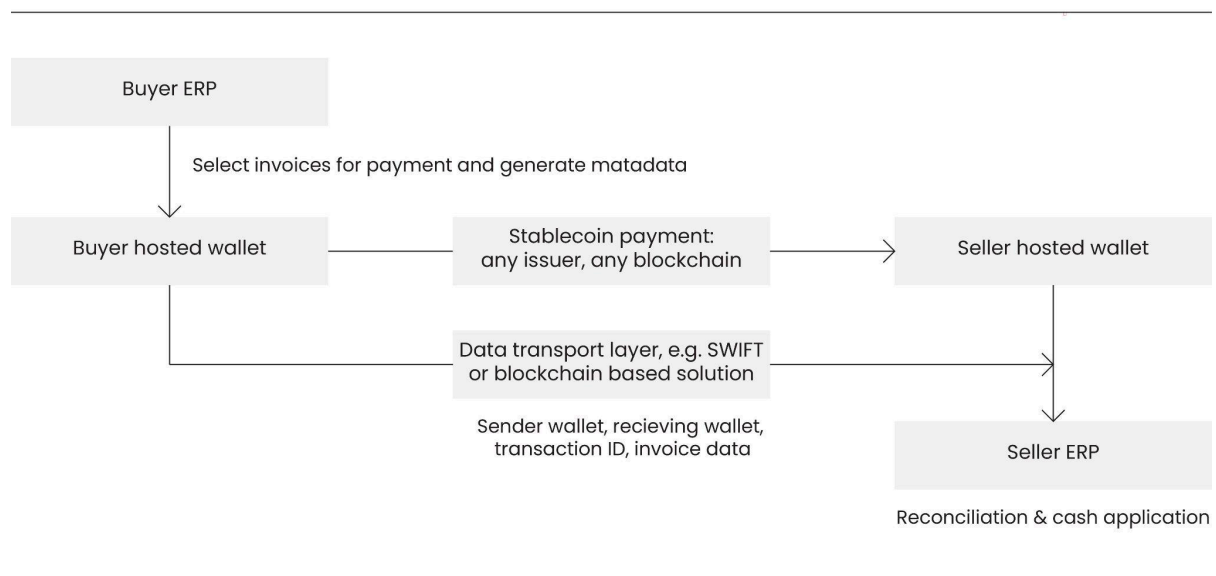 Buyer ERP
Select invoices for payment and generate matadata
Buyer hosted wallet
Stablecoin payment:
any issuer, any blockchain
Seller hosted wallet
Data transport layer, e.g. SWIFT
or blockchain based solution
Sender wallet, recieving wallet,
transaction ID, invoice data
Seller ERP
Reconciliation & cash application